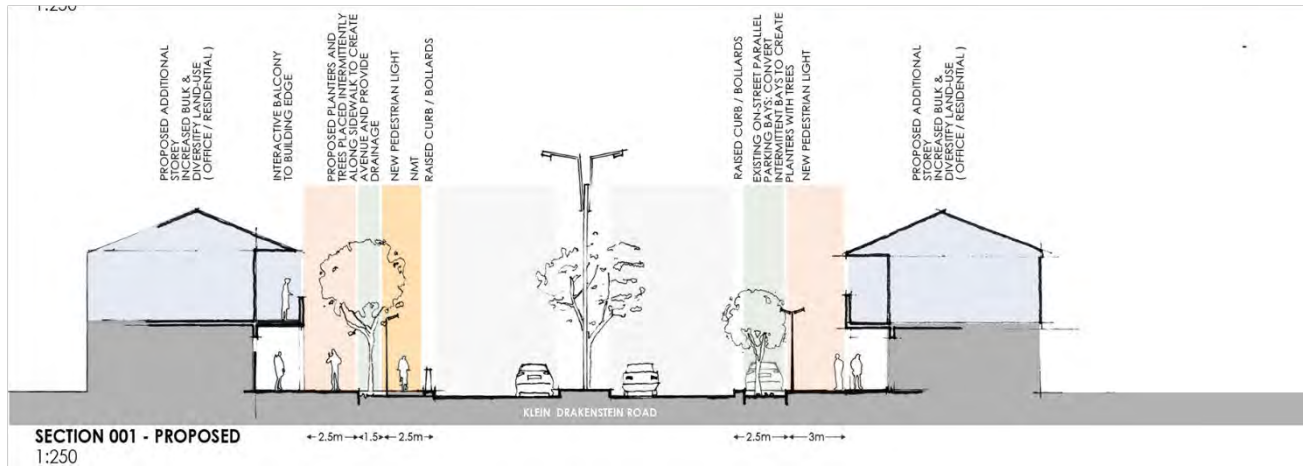 1:250
PROPOSED ADDITIONAL
STOREY
INCREASED BULK &
DIVERSITFY LAND-USE
( OFFICE / RESIDENTIAL )
INTERACTIVE BALCONY
TO BUILDING EDGE
PROPOSED PLANTERS AND
TREES PLACED INTERMITTENTLY
ALONG SIDEWALK TO CREATE
AVENUE AND PROVIDE
DRAINAGE
NEW PEDESTRIAN LIGHT
NMT
RAISED CURB / BOLLARDS
RAISED CURB / BOLLARDS
EXISTING ON-STREET PARALLEL
PARKING BAYS: CONVERT
INTERMITTENT BAYS TO CREATE
PLANTERS WITH TREES
NEW PEDESTRIAN LIGHT
PROPOSED ADDITIONAL
STOREY
INCREASED BULK &
DIVERSITFY LAND-USE
( OFFICE / RESIDENTIAL )
KLEIN DRAKENSTEIN ROAD
2.5m 1.5 2.5m 2.5m 3m
SECTION 001 - PROPOSED
1:250